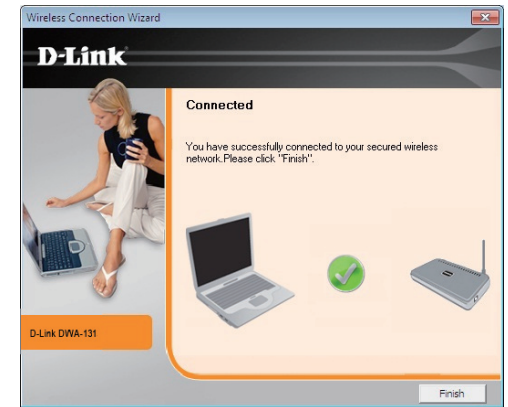 Wireless Connection Wizard
D-Link
Connected
You have successfully connected to your secured wireless
network.Please click "Finish".
D-Link DWA-131
Finish